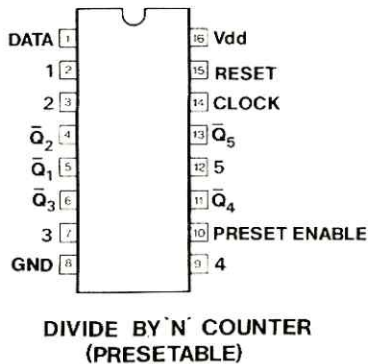 DATA 1 16 Vdd
1 2 15 RESET
2 3 14 CLOCK
Q̅2 4 13 Q̅5
Q̅1 5 12 5
Q̅3 6 11 Q̅4
3 7 10 PRESET ENABLE
GND 8 9 4
DIVIDE BY 'N' COUNTER
(PRESETABLE)